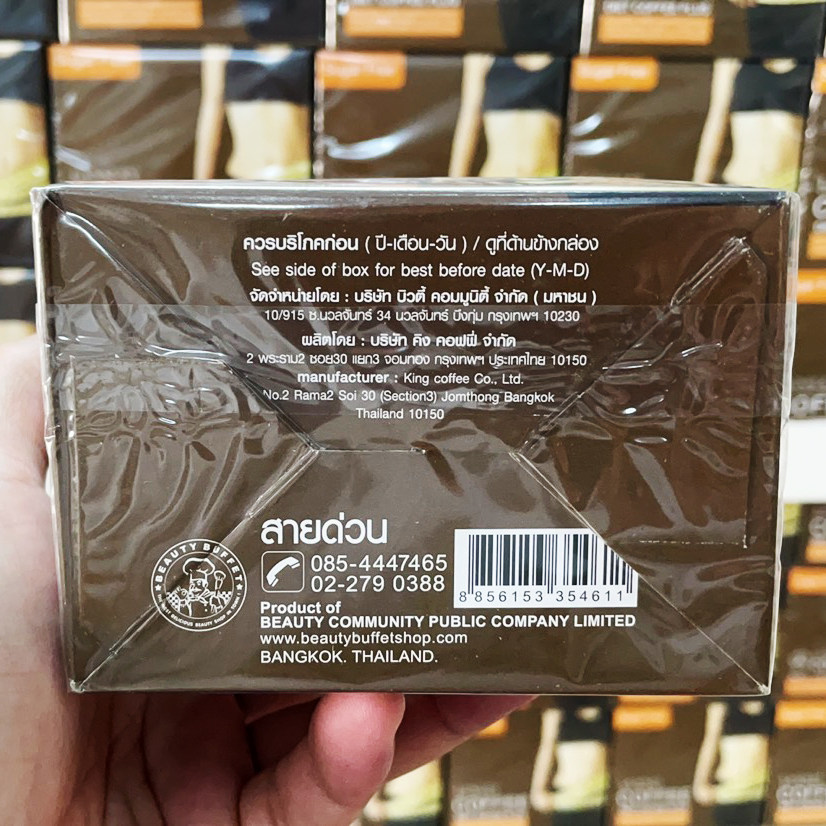 DIET COFFEE PLUS
ควรบริโภคก่อน ( ปี-เดือน-วัน ) / ดูที่ด้านข้างกล่อง
See side of box for best before date (Y-M-D)
จัดจำหน่ายโดย : บริษัท บิวตี้ คอมมูนิตี้ จำกัด ( มหาชน )
10/915 ซ.นวลจันทร์ 34 นวลจันทร์ บึงกุ่ม กรุงเทพฯ 10230
ผลิตโดย : บริษัท คิง คอฟฟี่ จำกัด
2 พระราม2 ซอย30 แยก3 จอมทอง กรุงเทพฯ ประเทศไทย 10150
manufacturer : King coffee Co., Ltd.
No.2 Rama2 Soi 30 (Section3) Jomthong Bangkok
Thailand 10150
สายด่วน
085-4447465
02-279 0388
BEAUTY BUFFET
8 856153 354611
Product of
BEAUTY COMMUNITY PUBLIC COMPANY LIMITED
www.beautybuffetshop.com
BANGKOK. THAILAND.
COFFEE